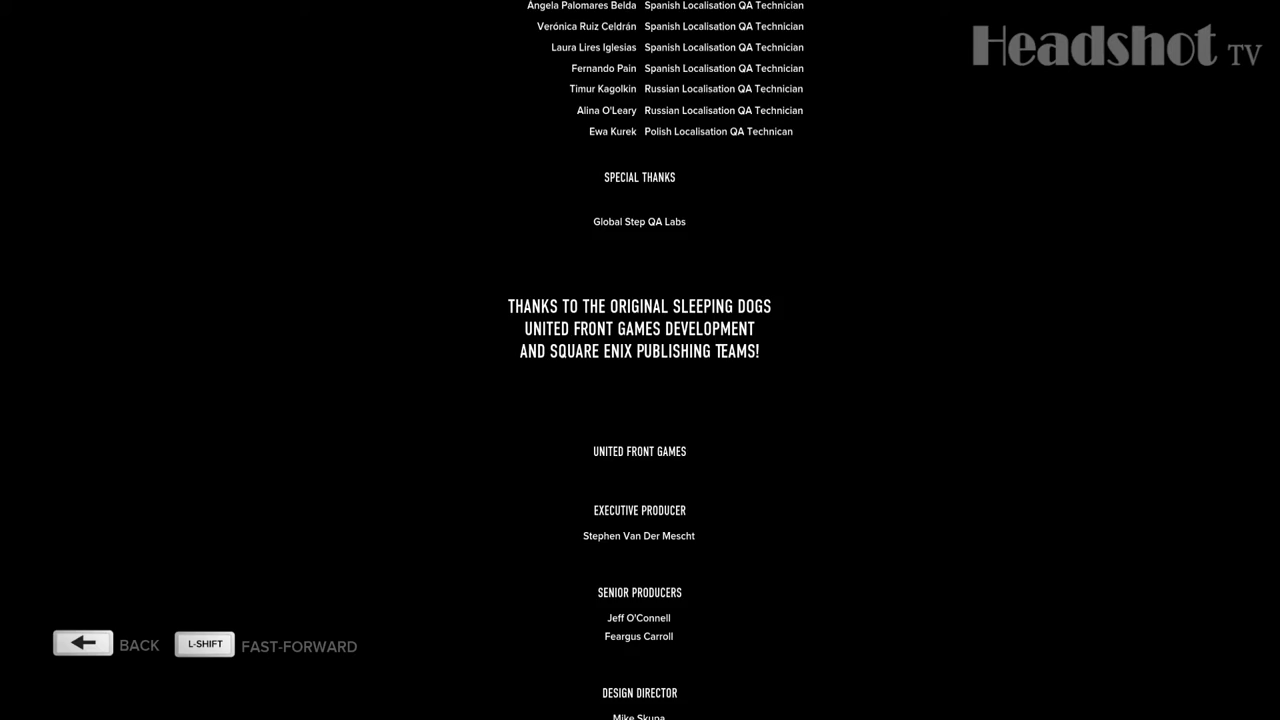 Ángela Palomares Belda Spanish Localisation QA Technician
Verónica Ruiz Celdrán Spanish Localisation QA Technician
Laura Lires Iglesias Spanish Localisation QA Technician
Fernando Pain Spanish Localisation QA Technician
Timur Kagolkin Russian Localisation QA Technician
Alina O'Leary Russian Localisation QA Technician
Ewa Kurek Polish Localisation QA Technican
SPECIAL THANKS
Global Step QA Labs
THANKS TO THE ORIGINAL SLEEPING DOGS
UNITED FRONT GAMES DEVELOPMENT
AND SQUARE ENIX PUBLISHING TEAMS!
UNITED FRONT GAMES
EXECUTIVE PRODUCER
Stephen Van Der Mescht
SENIOR PRODUCERS
Jeff O'Connell
Feargus Carroll
DESIGN DIRECTOR
Mike Skupa
BACK L-SHIFT FAST-FORWARD
Headshot TV